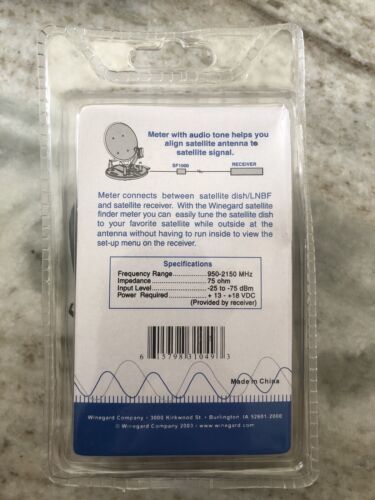 Meter with audio tone helps you
align satellite antenna to
satellite signal.
SF1000
RECEIVER
Meter connects between satellite dish/LNBF
and satellite receiver. With the Winegard satellite
finder meter you can easily tune the satellite dish
to your favorite satellite while outside at the
antenna without having to run inside to view the
set-up menu on the receiver.
Specifications
Frequency Range ............ 950-2150 MHz
Impedance ..................... 75 ohm
Input Level ..................... -25 to -75 dBm
Power Required ............ + 13 - +18 VDC
(Provided by receiver)
6 15798 31049 3
Made in China
Winegard Company - 3000 Kirkwood St. - Burlington, IA 52601-2000
© Winegard Company 2003 - www.winegard.com